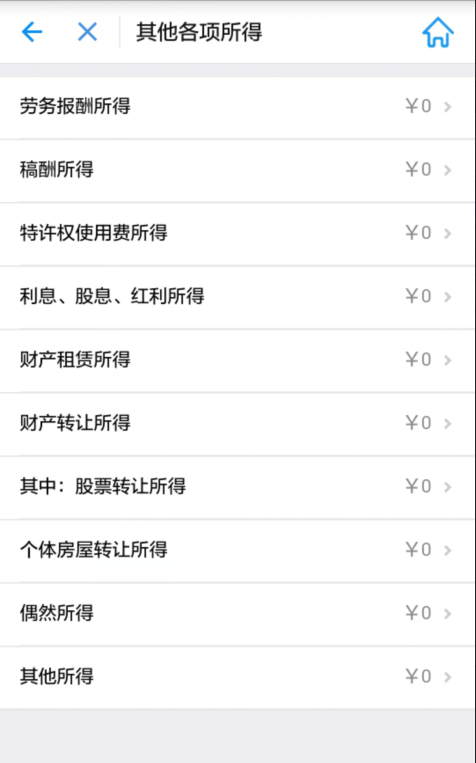 其他各项所得
劳务报酬所得 ￥0
稿酬所得 ￥0
特许权使用费所得 ￥0
利息、股息、红利所得 ￥0
财产租赁所得 ￥0
财产转让所得 ￥0
其中：股票转让所得 ￥0
个体房屋转让所得 ￥0
偶然所得 ￥0
其他所得 ￥0